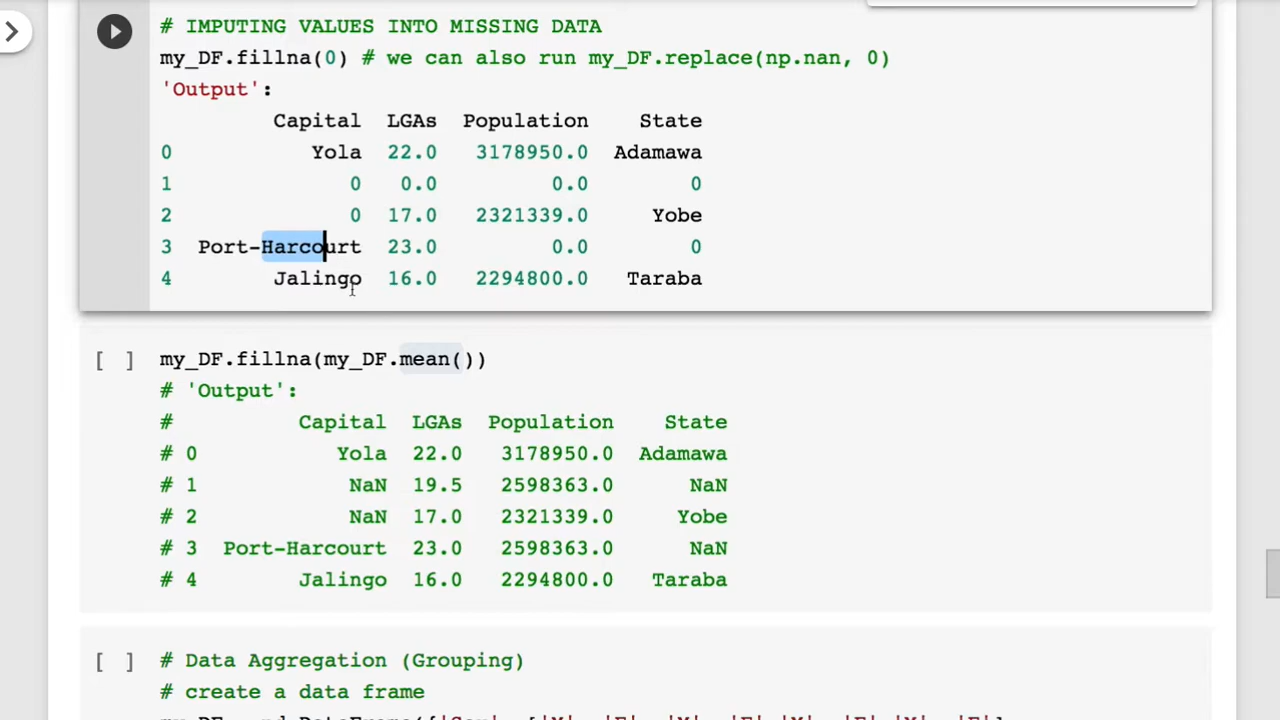 # IMPUTING VALUES INTO MISSING DATA
my_DF.fillna(0) # we can also run my_DF.replace(np.nan, 0)
'Output':
Capital LGAs Population State
0 Yola 22.0 3178950.0 Adamawa
1 0 0.0 0.0 0
2 0 17.0 2321339.0 Yobe
3 Port-Harcourt 23.0 0.0 0
4 Jalingo 16.0 2294800.0 Taraba
[ ] my_DF.fillna(my_DF.mean())
# 'Output':
# Capital LGAs Population State
# 0 Yola 22.0 3178950.0 Adamawa
# 1 NaN 19.5 2598363.0 NaN
# 2 NaN 17.0 2321339.0 Yobe
# 3 Port-Harcourt 23.0 2598363.0 NaN
# 4 Jalingo 16.0 2294800.0 Taraba
[ ] # Data Aggregation (Grouping)
# create a data frame